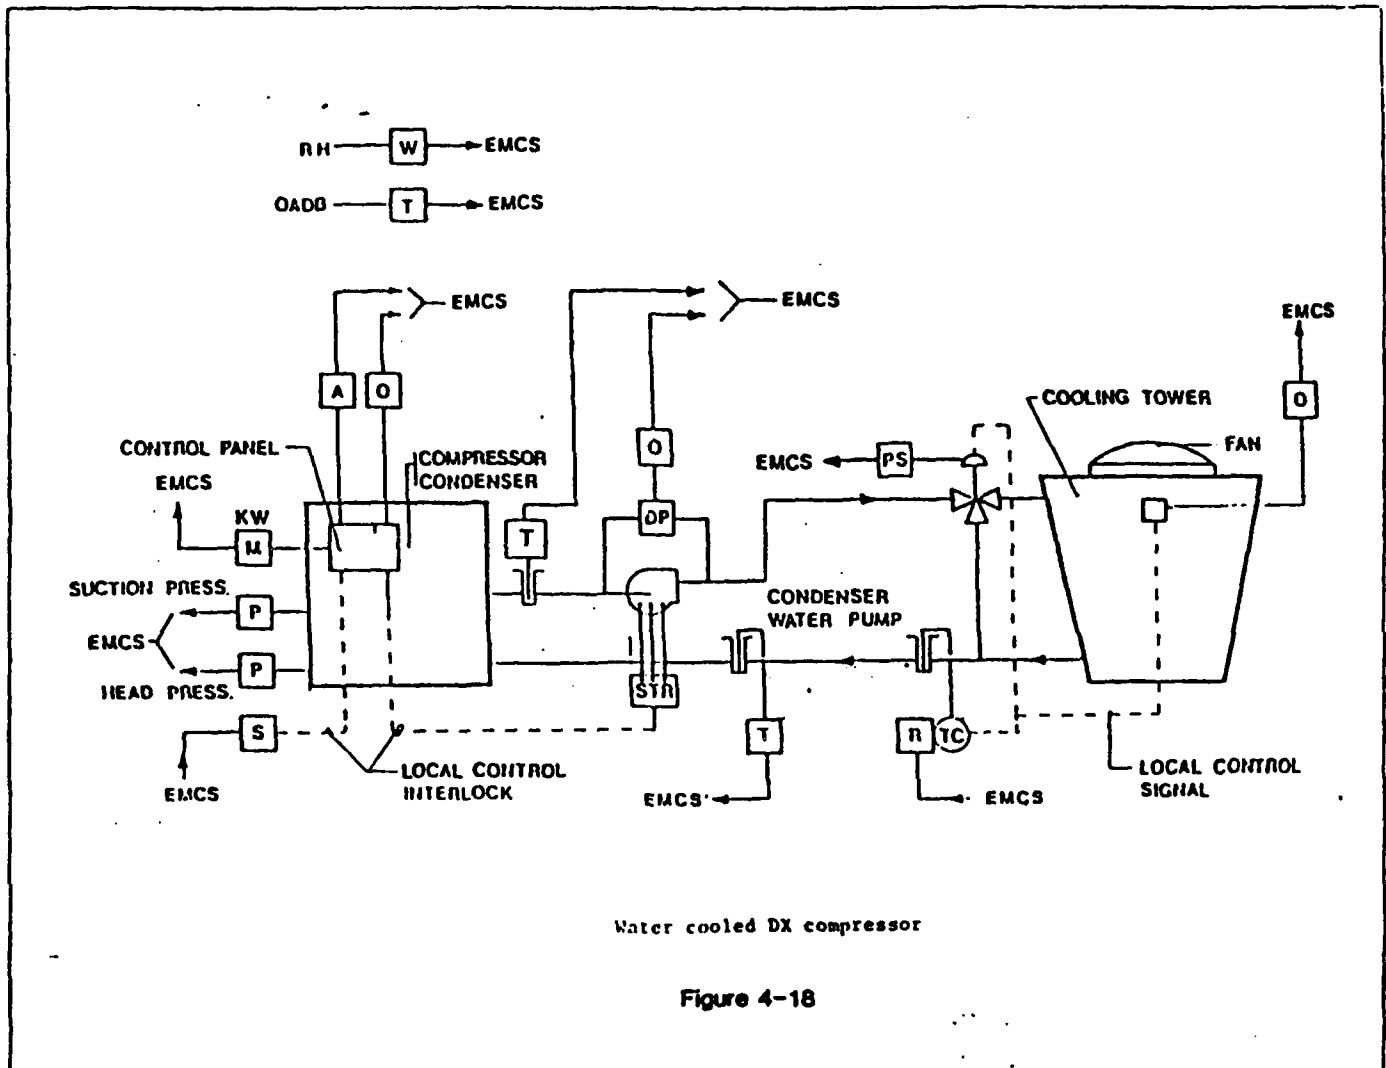 RH W EMCS
OADB T EMCS
EMCS
EMCS
EMCS
A O
O
O
COOLING TOWER
FAN
CONTROL PANEL
COMPRESSOR
CONDENSER
EMCS
EMCS PS
KW
M
T
DP
SUCTION PRESS.
P
EMCS
P
HEAD PRESS.
CONDENSER
WATER PUMP
STR
S
EMCS
LOCAL CONTROL
INTERLOCK
T
EMCS
R TC
EMCS
LOCAL CONTROL
SIGNAL
Water cooled DX compressor
Figure 4-18